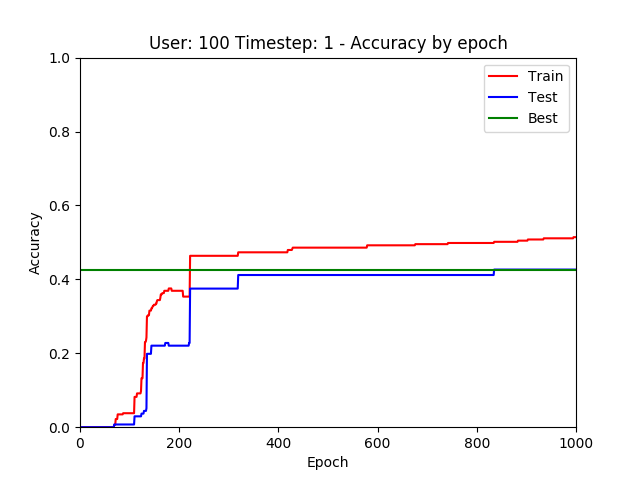 User: 100 Timestep: 1 - Accuracy by epoch
Train
Test
Best
Accuracy
1.0
0.8
0.6
0.4
0.2
0.0
0 200 400 600 800 1000
Epoch